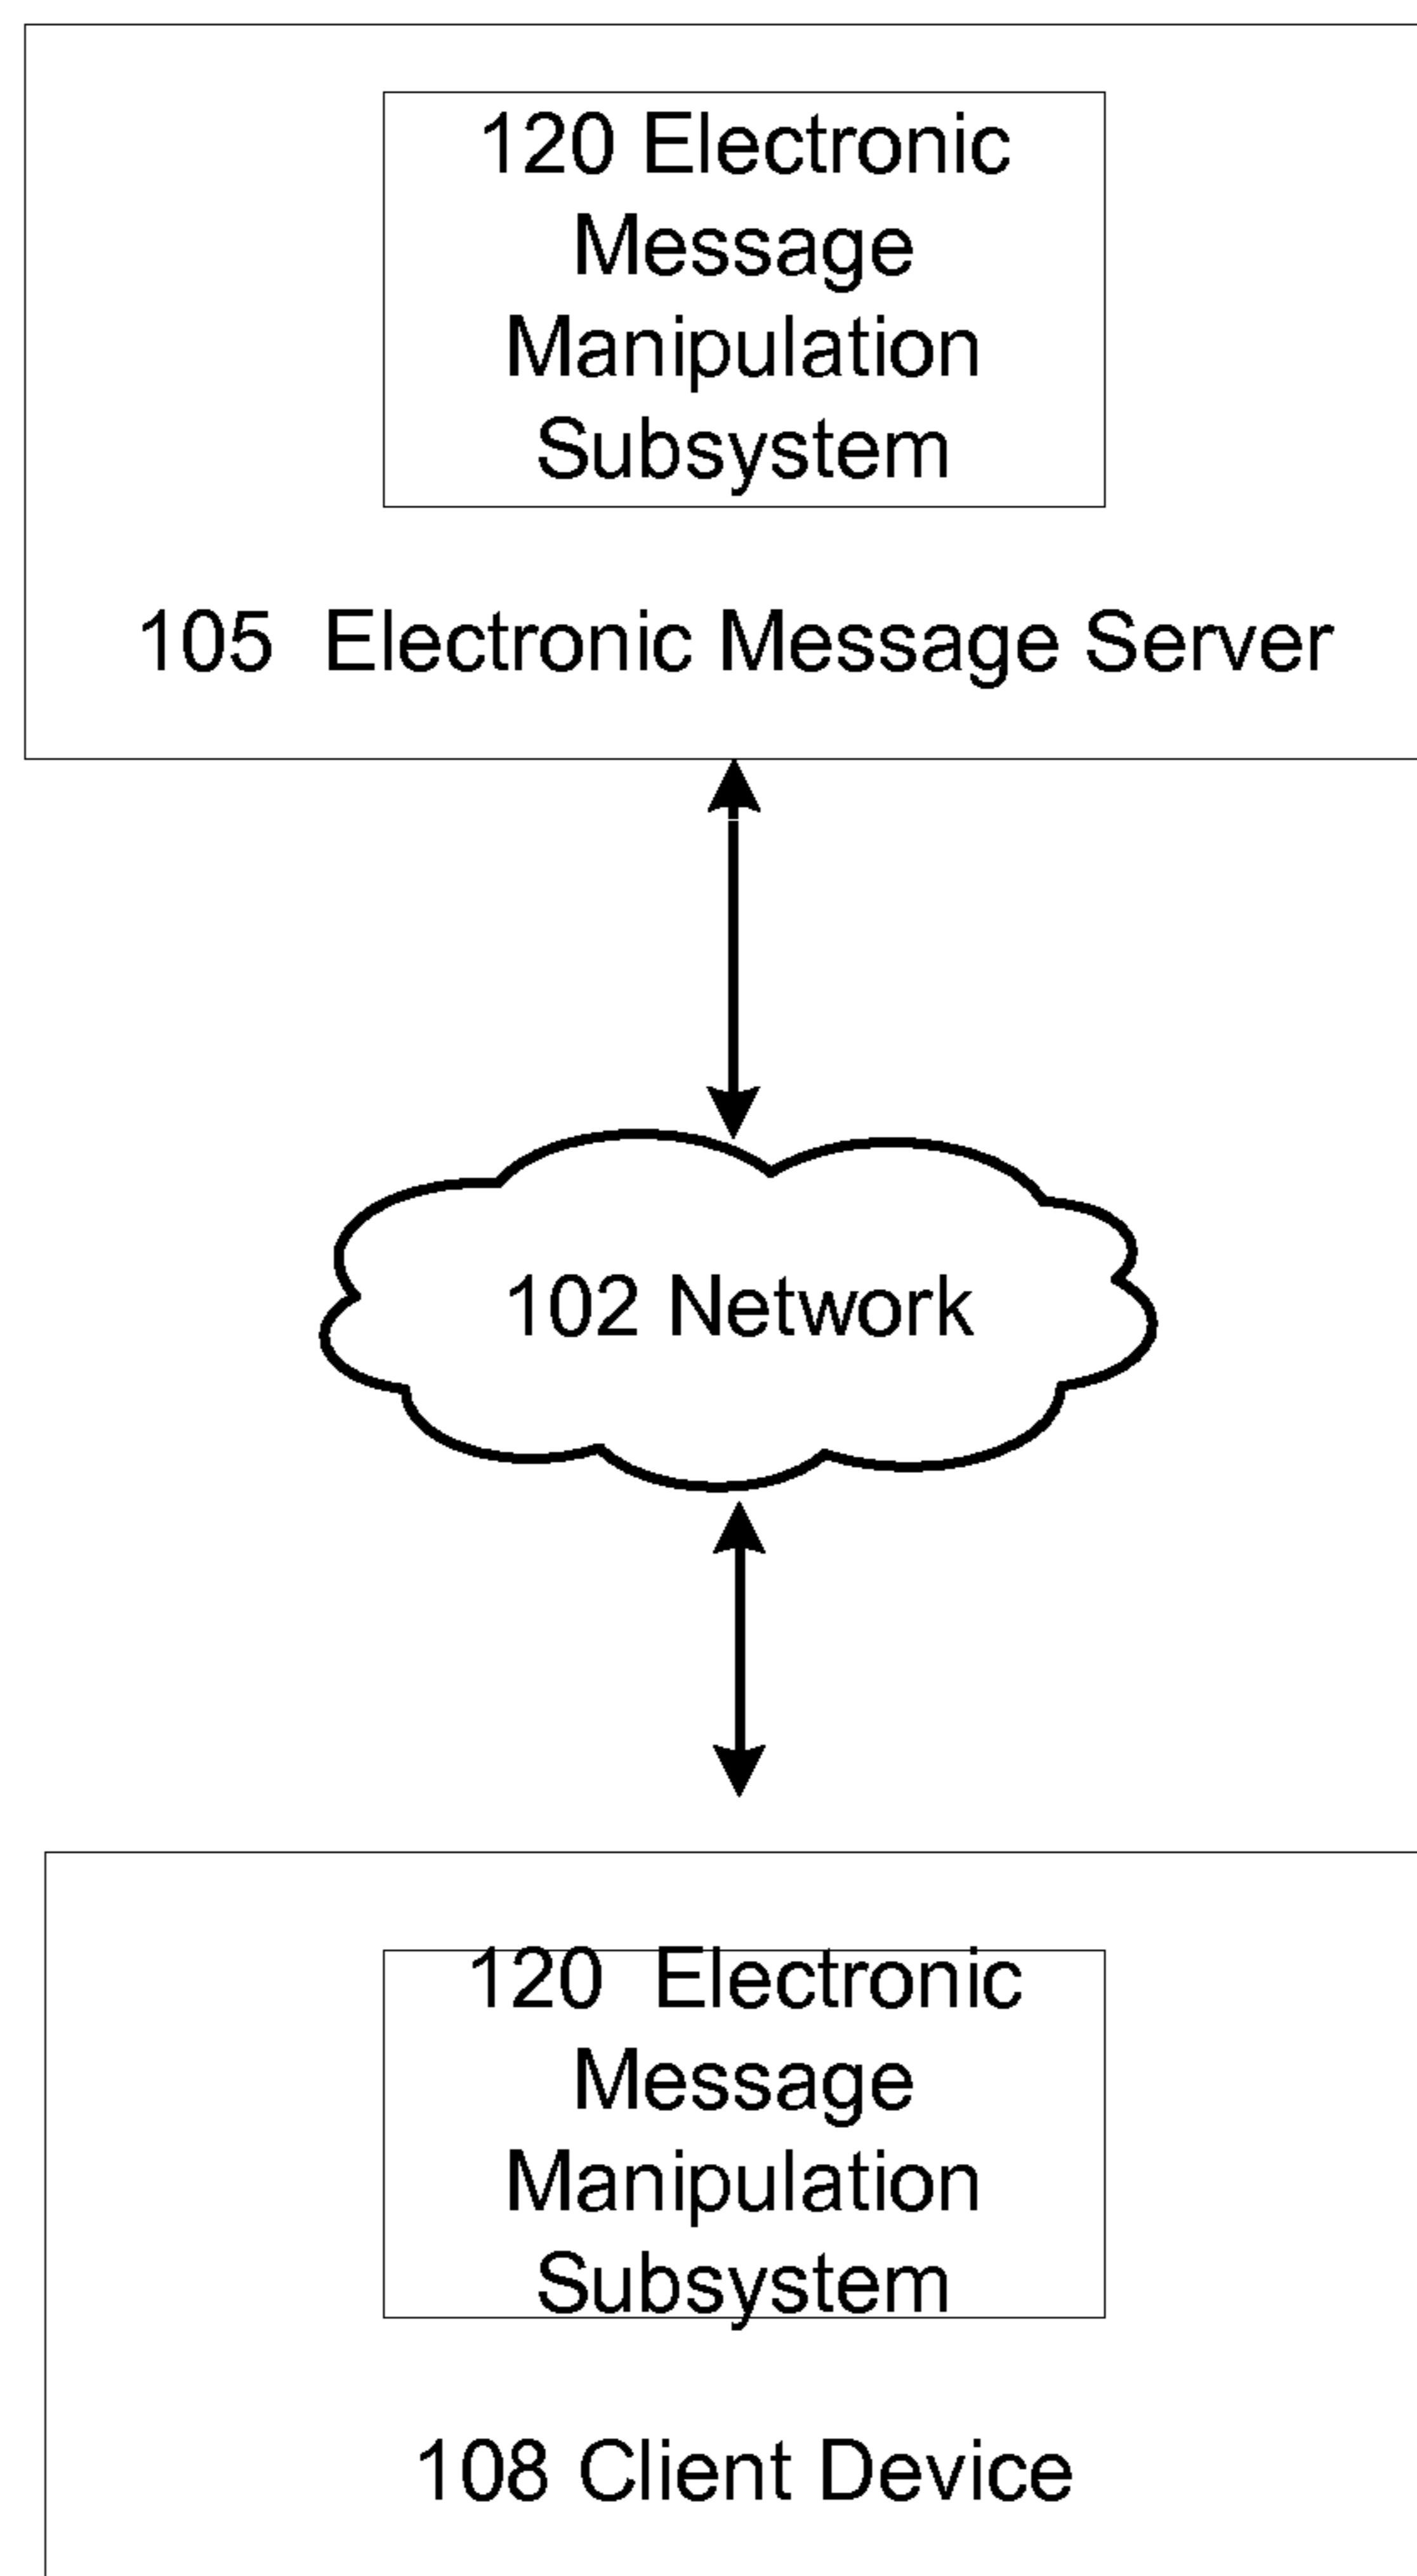 120 Electronic
Message
Manipulation
Subsystem
105 Electronic Message Server
102 Network
120 Electronic
Message
Manipulation
Subsystem
108 Client Device